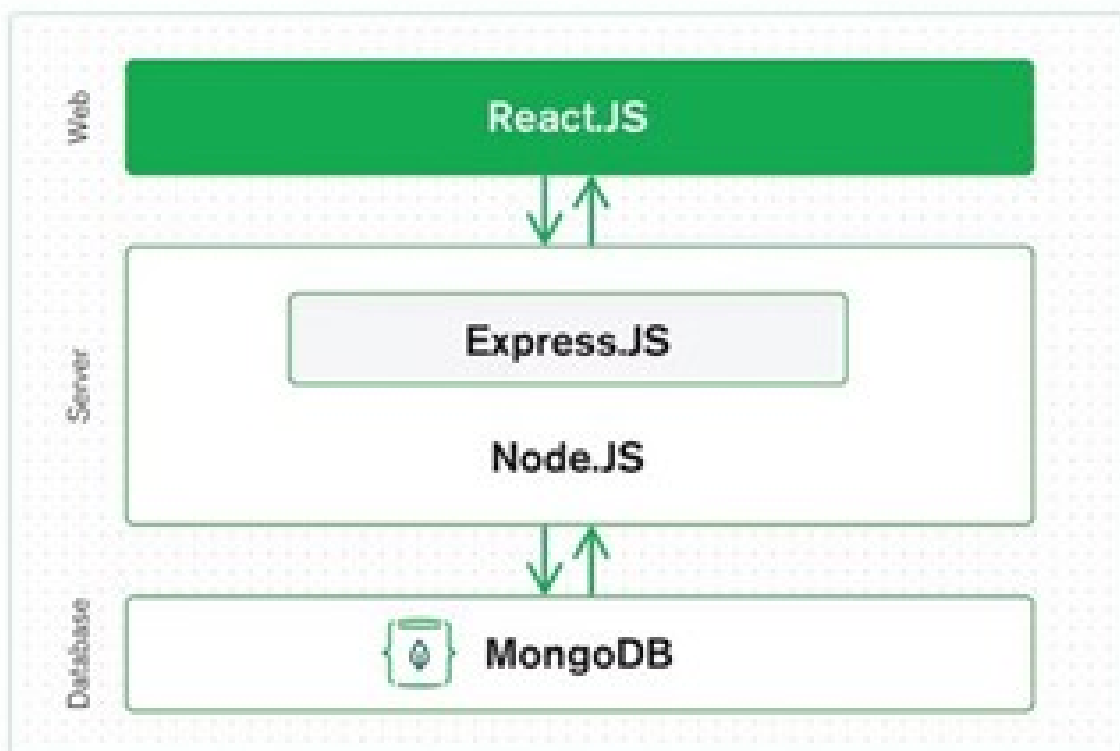 Web
React.JS
Server
Express.JS
Node.JS
Database
MongoDB